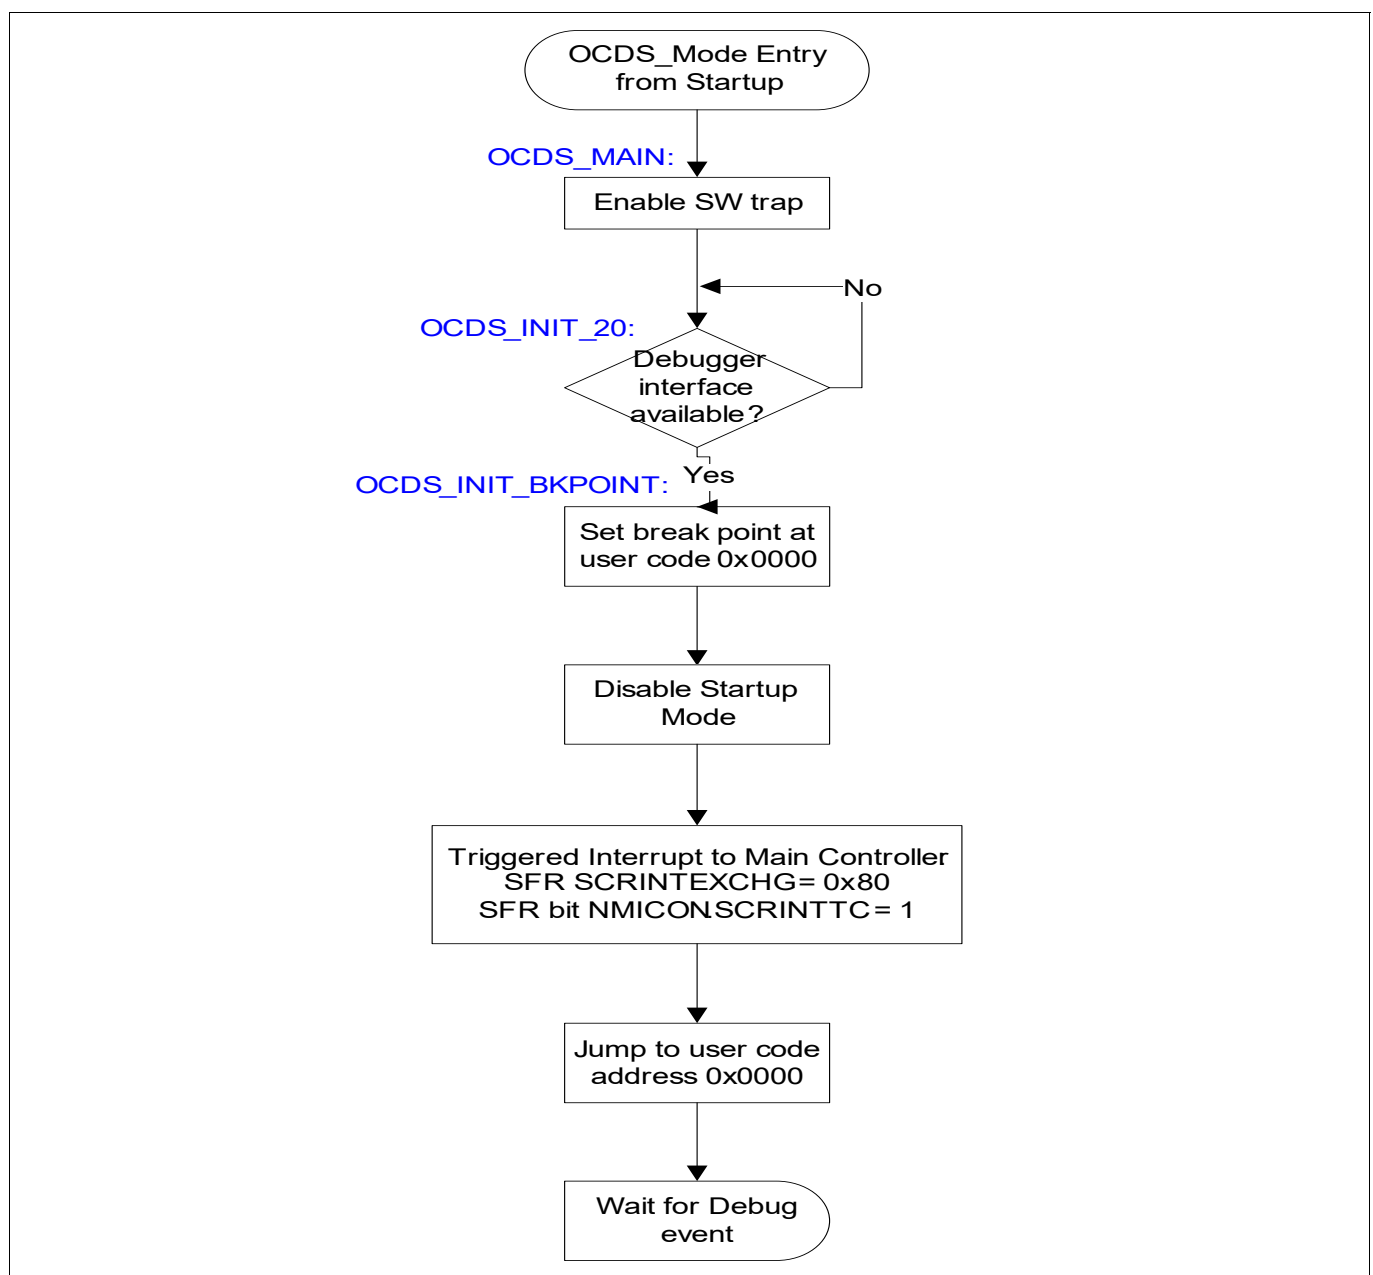 OCDS_Mode Entry
from Startup
OCDS_MAIN:
Enable SW trap
No
OCDS_INIT_20:
Debugger
interface
available?
Yes
OCDS_INIT_BKPOINT:
Set break point at
user code 0x0000
Disable Startup
Mode
Triggered Interrupt to Main Controller.
SFR SCRINTEXCHG = 0x80
SFR bit NMICON.SCRINTTC = 1
Jump to user code
address 0x0000
Wait for Debug
event